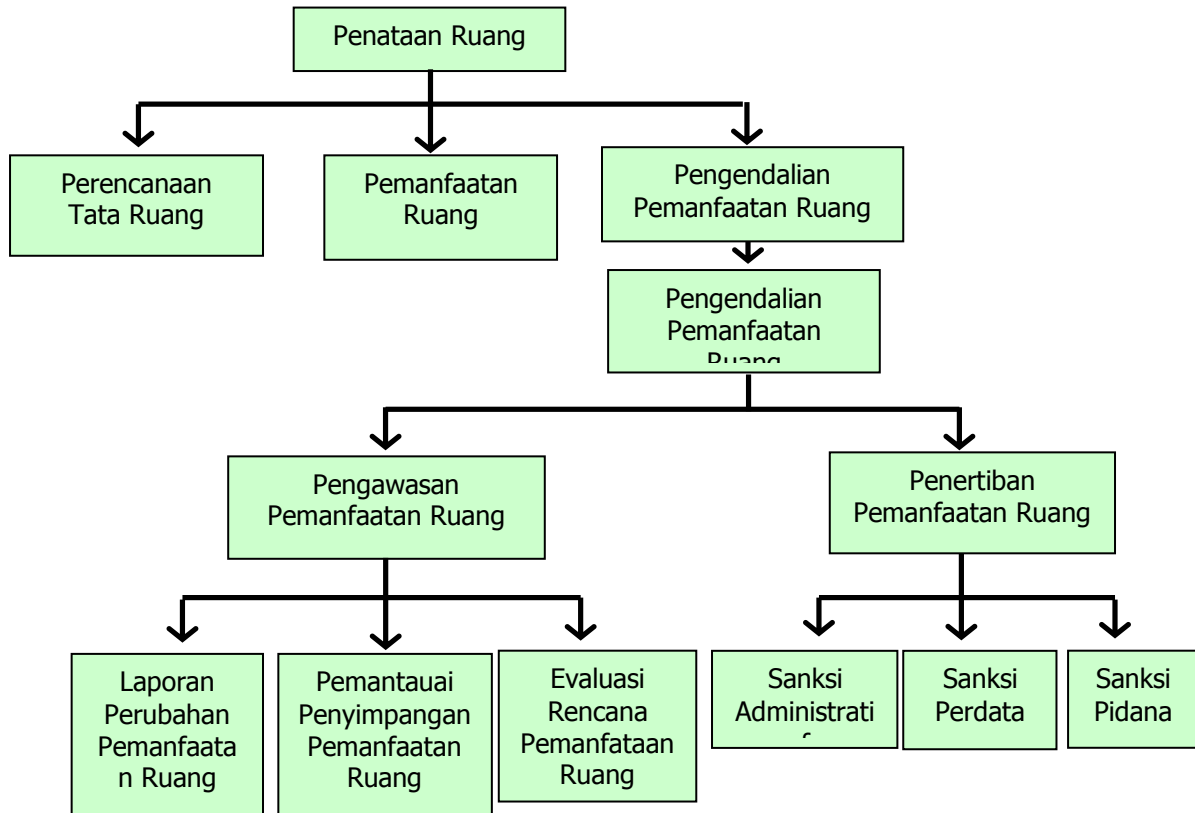 Penataan Ruang
Perencanaan
Tata Ruang
Pemanfaatan
Ruang
Pengendalian
Pemanfaatan Ruang
Pengendalian
Pemanfaatan
Ruang
Pengawasan
Pemanfaatan Ruang
Penertiban
Pemanfaatan Ruang
Laporan
Perubahan
Pemanfaata
n Ruang
Pemantauai
Penyimpangan
Pemanfaatan
Ruang
Evaluasi
Rencana
Pemanfataan
Ruang
Sanksi
Administrati
f
Sanksi
Perdata
Sanksi
Pidana